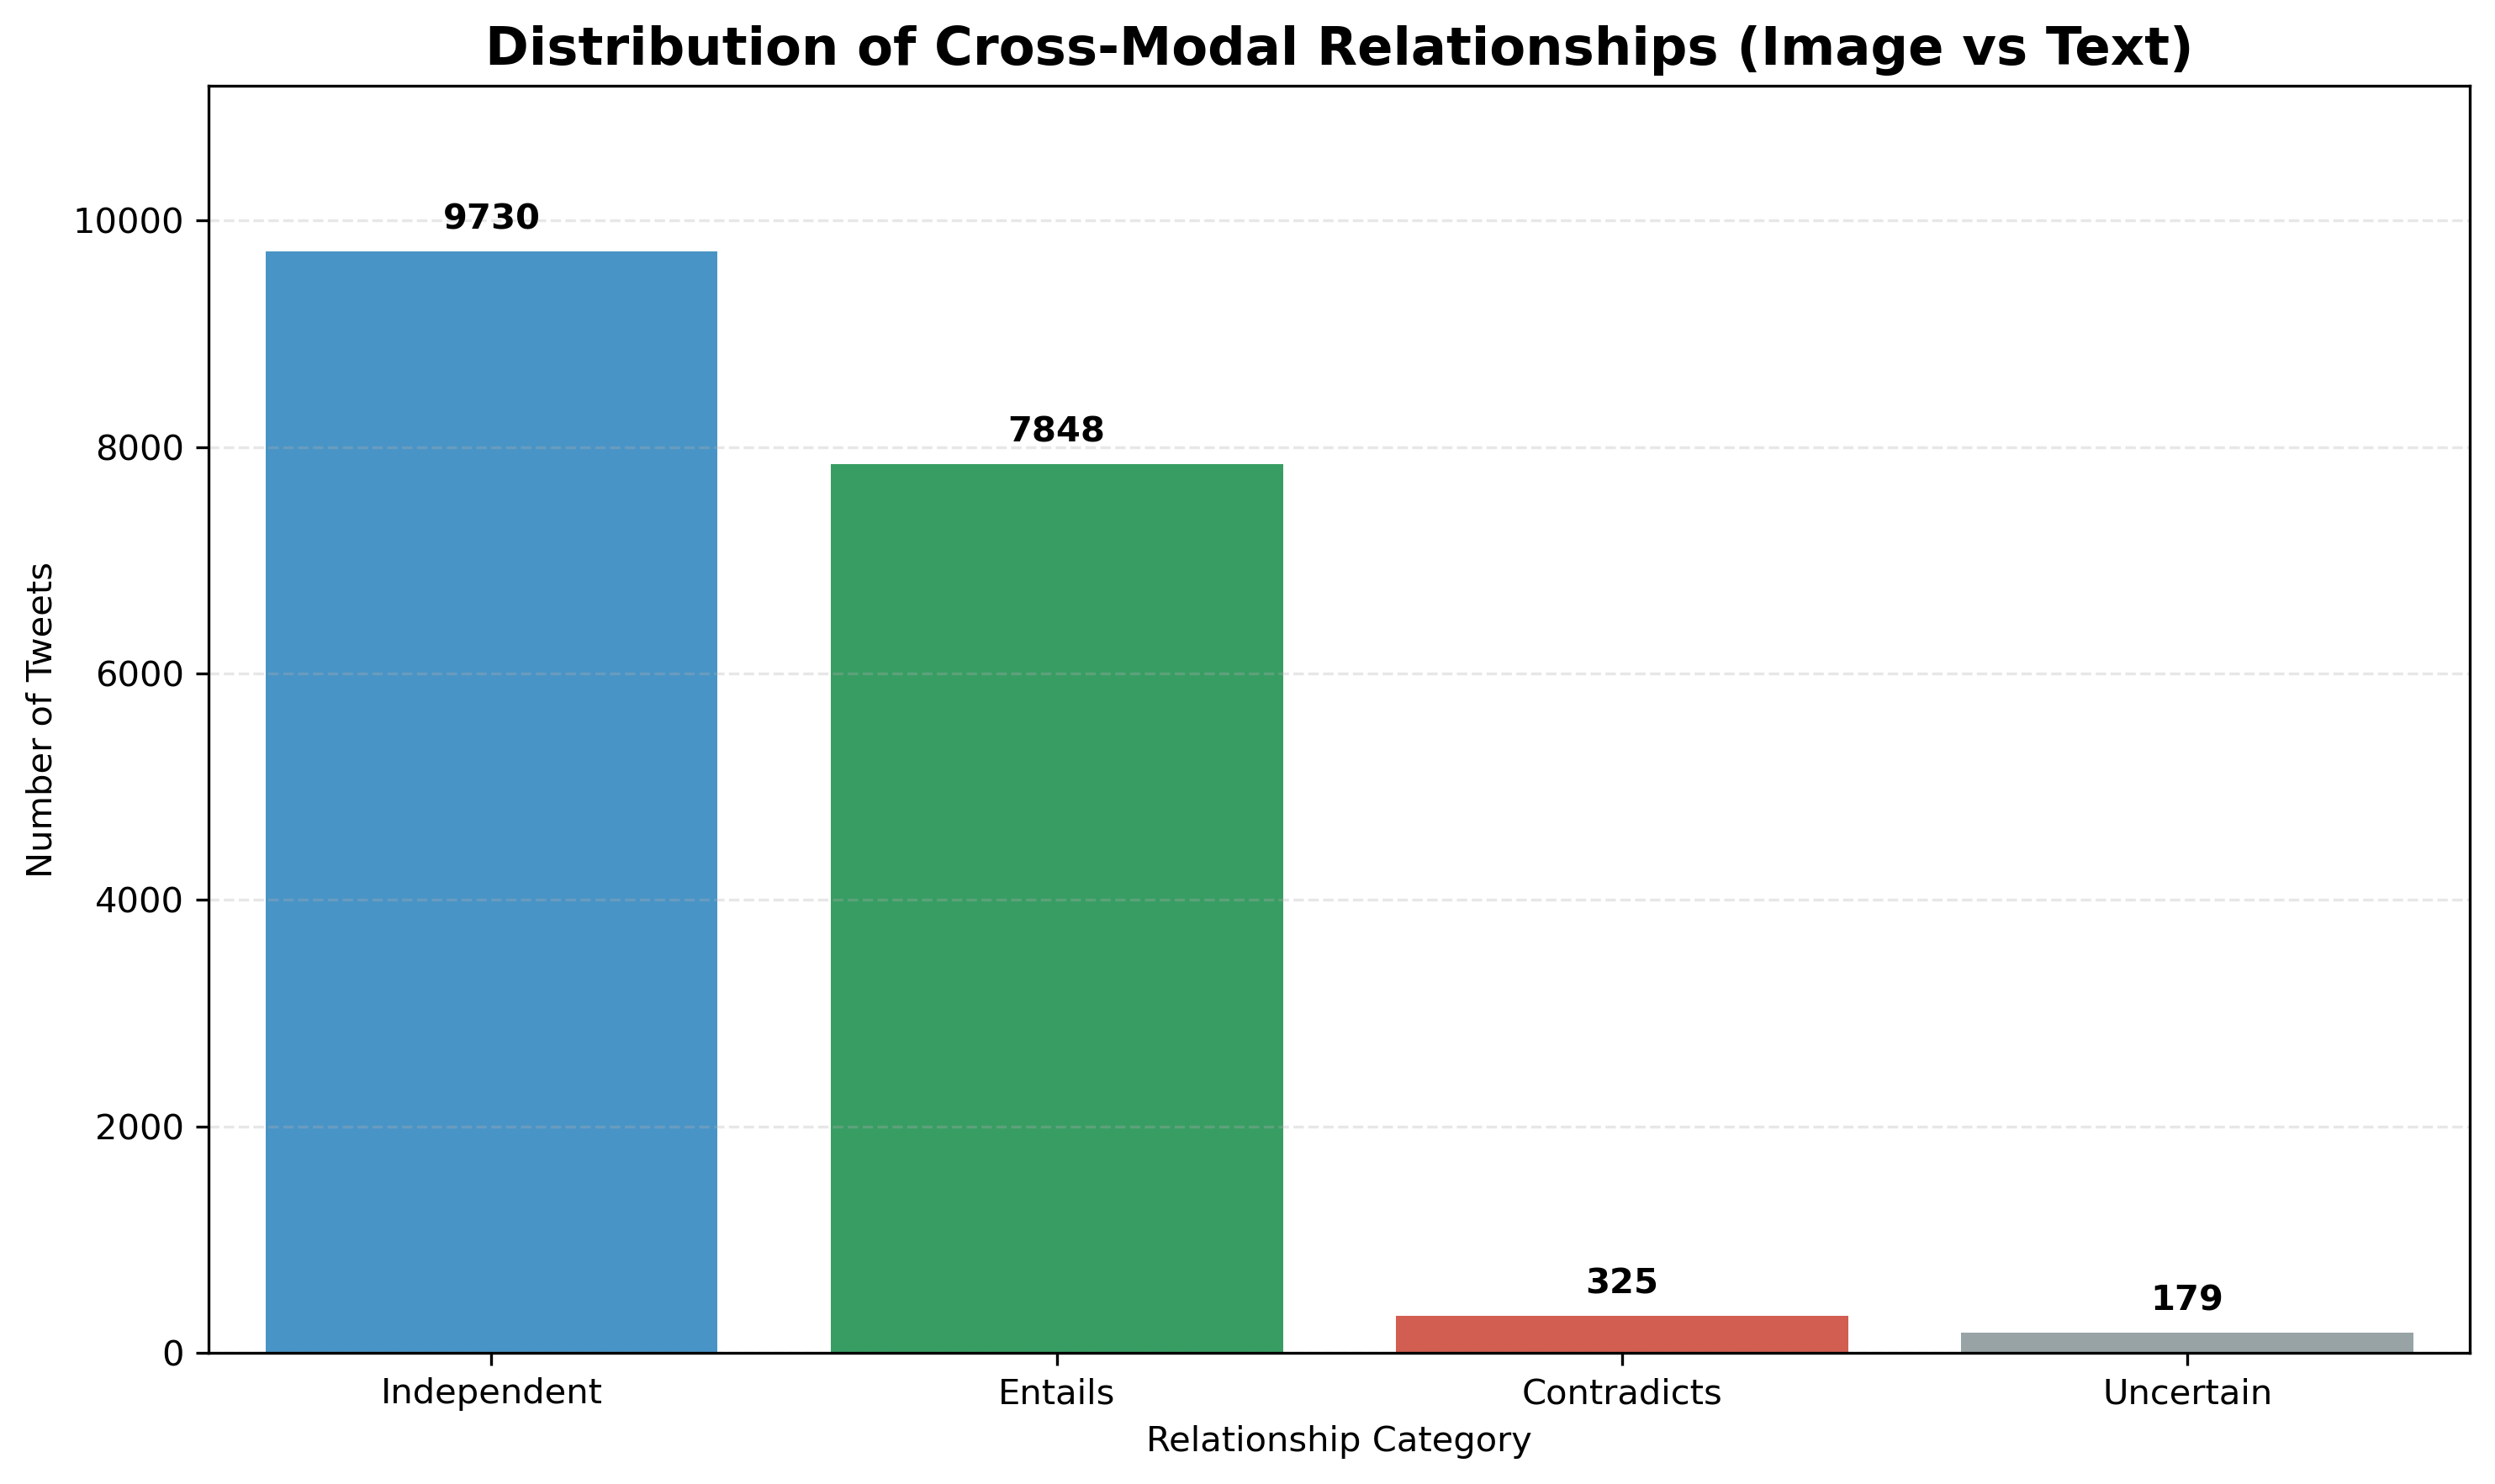 Distribution of Cross-Modal Relationships (Image vs Text)
Number of Tweets
10000
8000
6000
4000
2000
0
9730
7848
325
179
Independent
Entails
Contradicts
Uncertain
Relationship Category